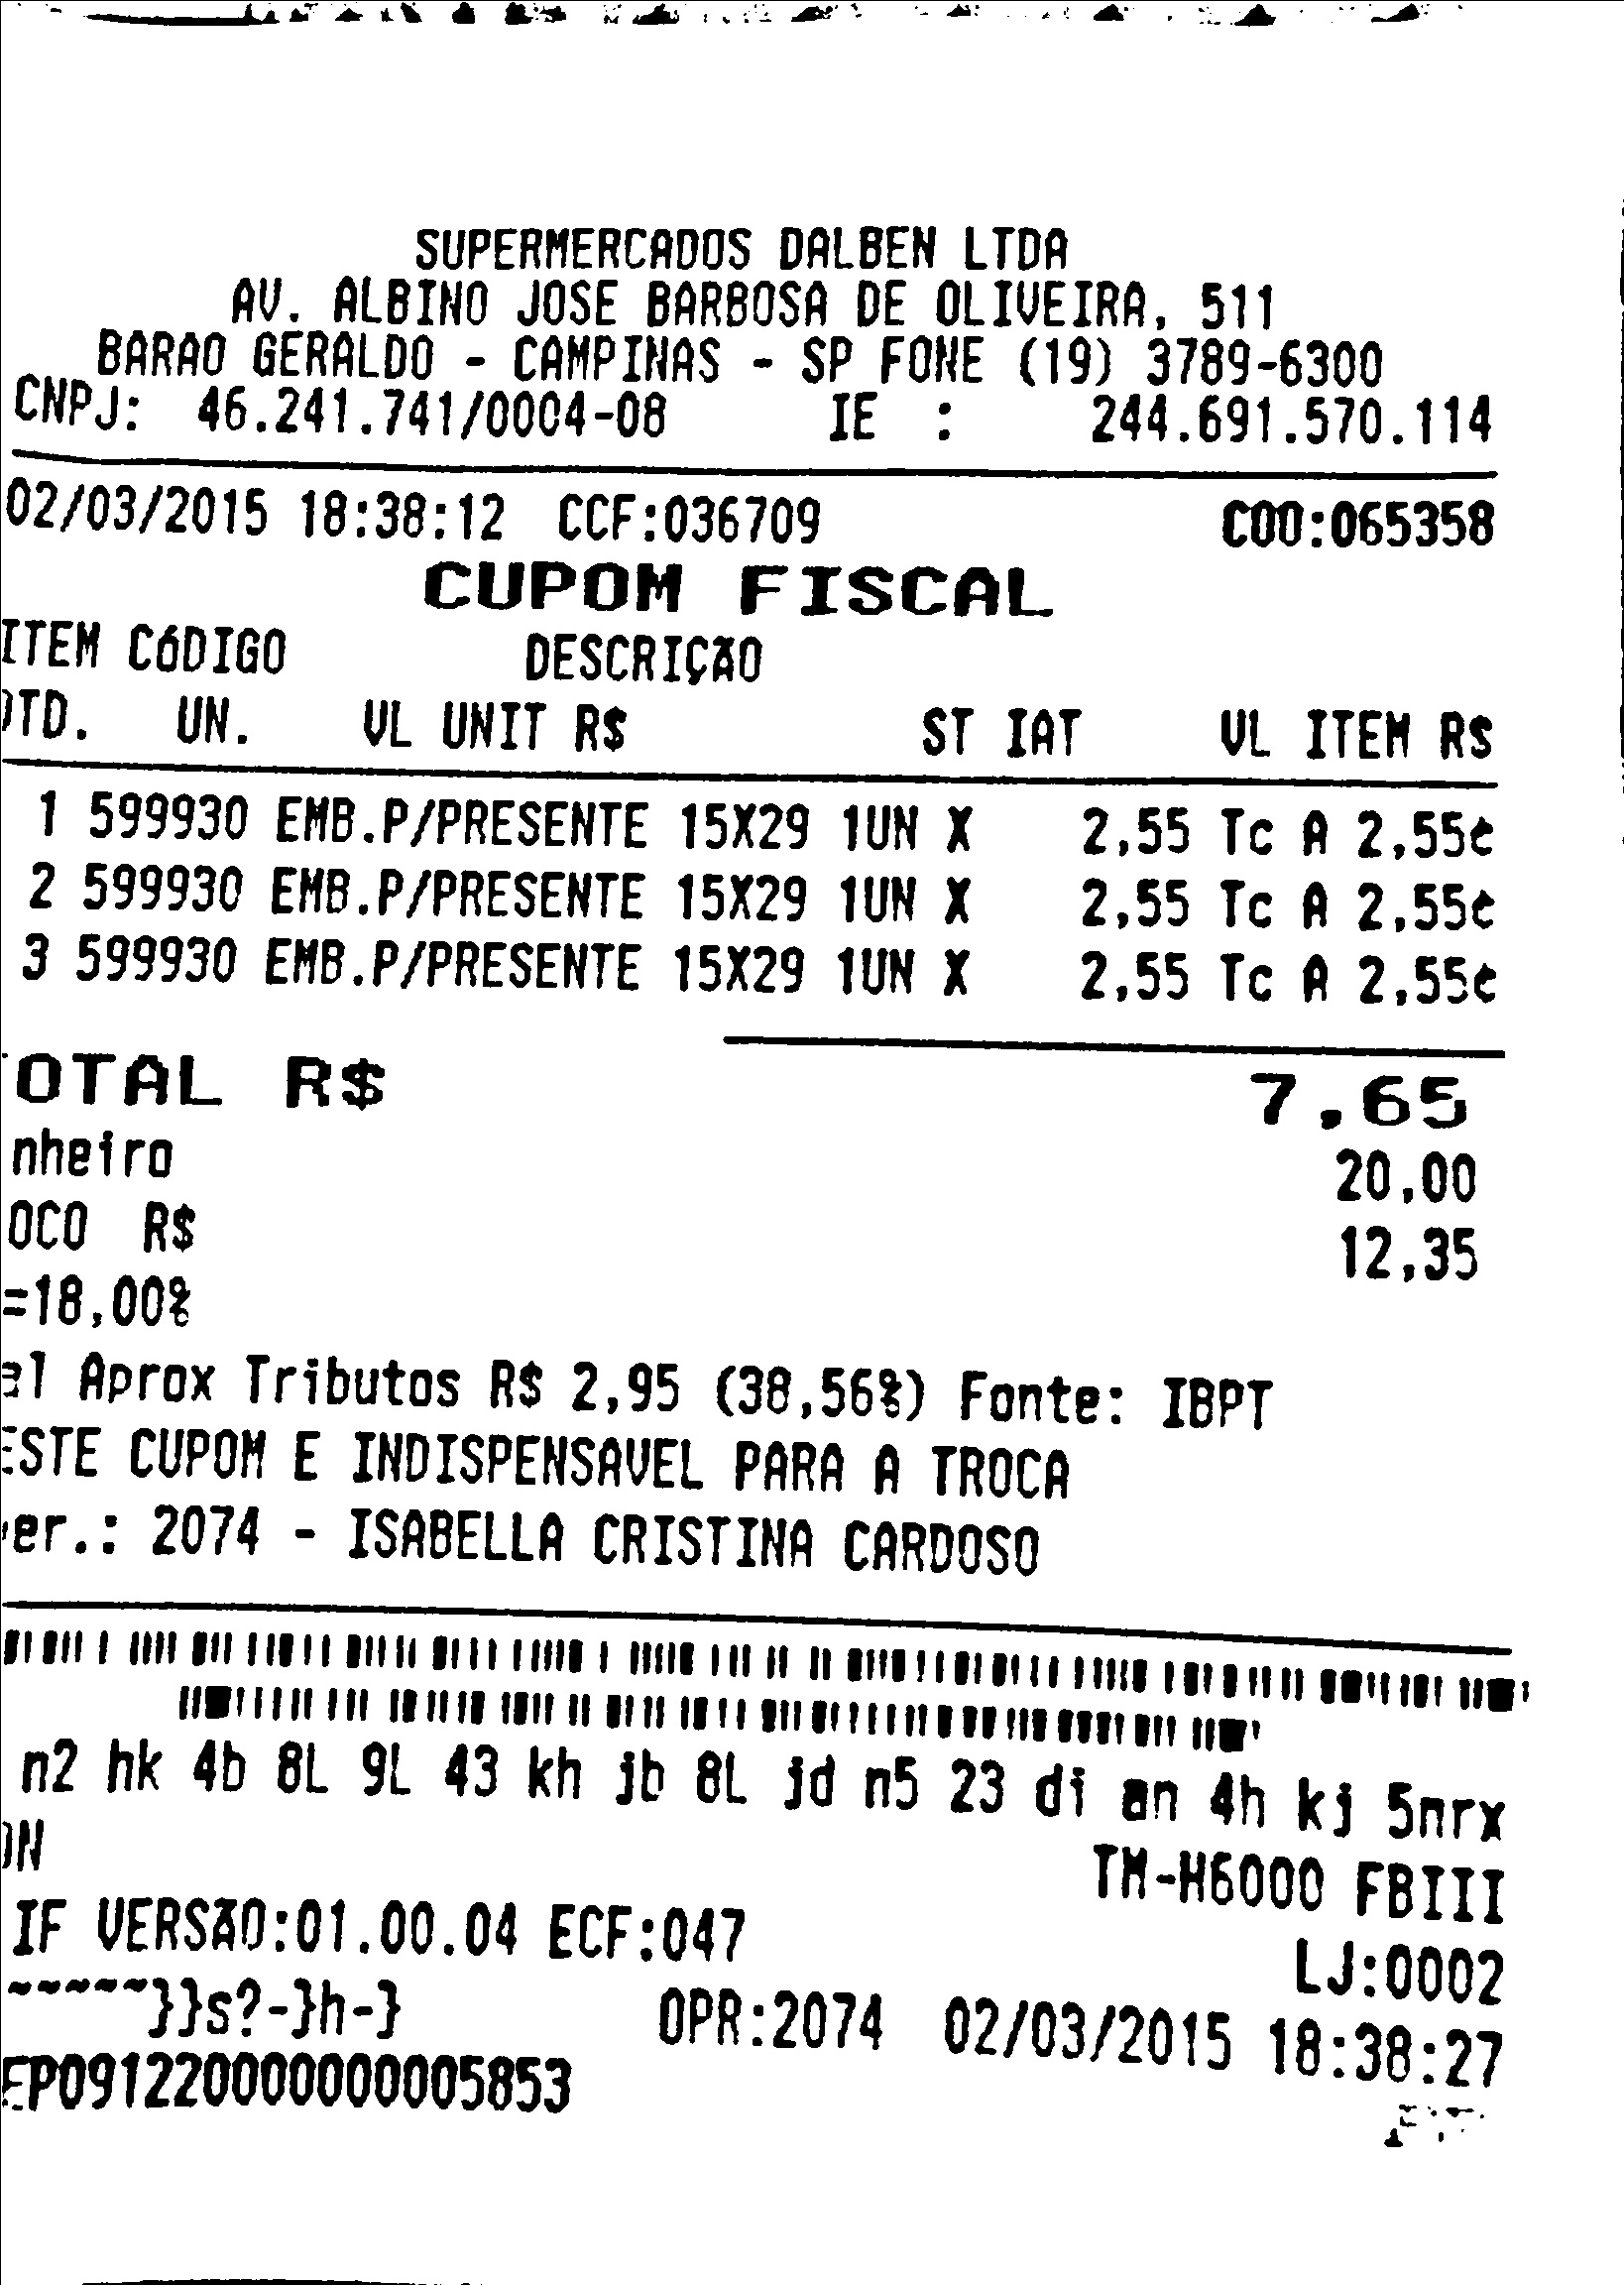 SUPERMERCADOS DALBEN LTDA
AV. ALBINO JOSE BARBOSA DE OLIVEIRA, 511
BARAO GERALDO - CAMPINAS - SP FONE (19) 3789-6300
CNPJ: 46.241.741/0004-08 IE : 244.691.570.114
02/03/2015 18:38:12 CCF:036709 COO:065358
CUPOM FISCAL
ITEM CóDIGO DESCRIÇÃO
QTD. UN. VL UNIT R$ ST IAT VL ITEM R$
1 599930 EMB.P/PRESENTE 15X29 1UN X 2,55 Tc A 2,55¢
2 599930 EMB.P/PRESENTE 15X29 1UN X 2,55 Tc A 2,55¢
3 599930 EMB.P/PRESENTE 15X29 1UN X 2,55 Tc A 2,55¢
TOTAL R$ 7,65
nheiro 20,00
OCO R$ 12,35
=18,00%
al Aprox Tributos R$ 2,95 (38,56%) Fonte: IBPT
ESTE CUPOM E INDISPENSAVEL PARA A TROCA
er.: 2074 - ISABELLA CRISTINA CARDOSO
n2 hk 4b 8L 9L 43 kh jb 8L jd n5 23 di an 4h kj 5nrx
ON TM-H6000 FBIII
IF VERSÃO:01.00.04 ECF:047 LJ:0002
~~~~~}}s?-}h-} OPR:2074 02/03/2015 18:38:27
EP091220000000005853